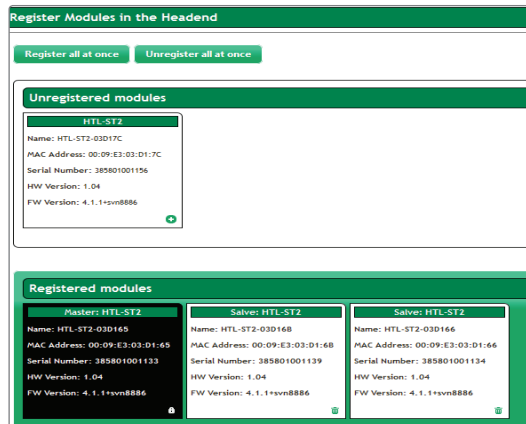 Register Modules in the Headend
Register all at once Unregister all at once
Unregistered modules
HTL-ST2
Name: HTL-ST2-03D17C
MAC Address: 00:09:E3:03:D1:7C
Serial Number: 385801001156
HW Version: 1.04
FW Version: 4.1.1+svn8886
Registered modules
Master: HTL-ST2
Name: HTL-ST2-03D165
MAC Address: 00:09:E3:03:D1:65
Serial Number: 385801001133
HW Version: 1.04
FW Version: 4.1.1+svn8886
Salve: HTL-ST2
Name: HTL-ST2-03D16B
MAC Address: 00:09:E3:03:D1:6B
Serial Number: 385801001139
HW Version: 1.04
FW Version: 4.1.1+svn8886
Salve: HTL-ST2
Name: HTL-ST2-03D166
MAC Address: 00:09:E3:03:D1:66
Serial Number: 385801001134
HW Version: 1.04
FW Version: 4.1.1+svn8886